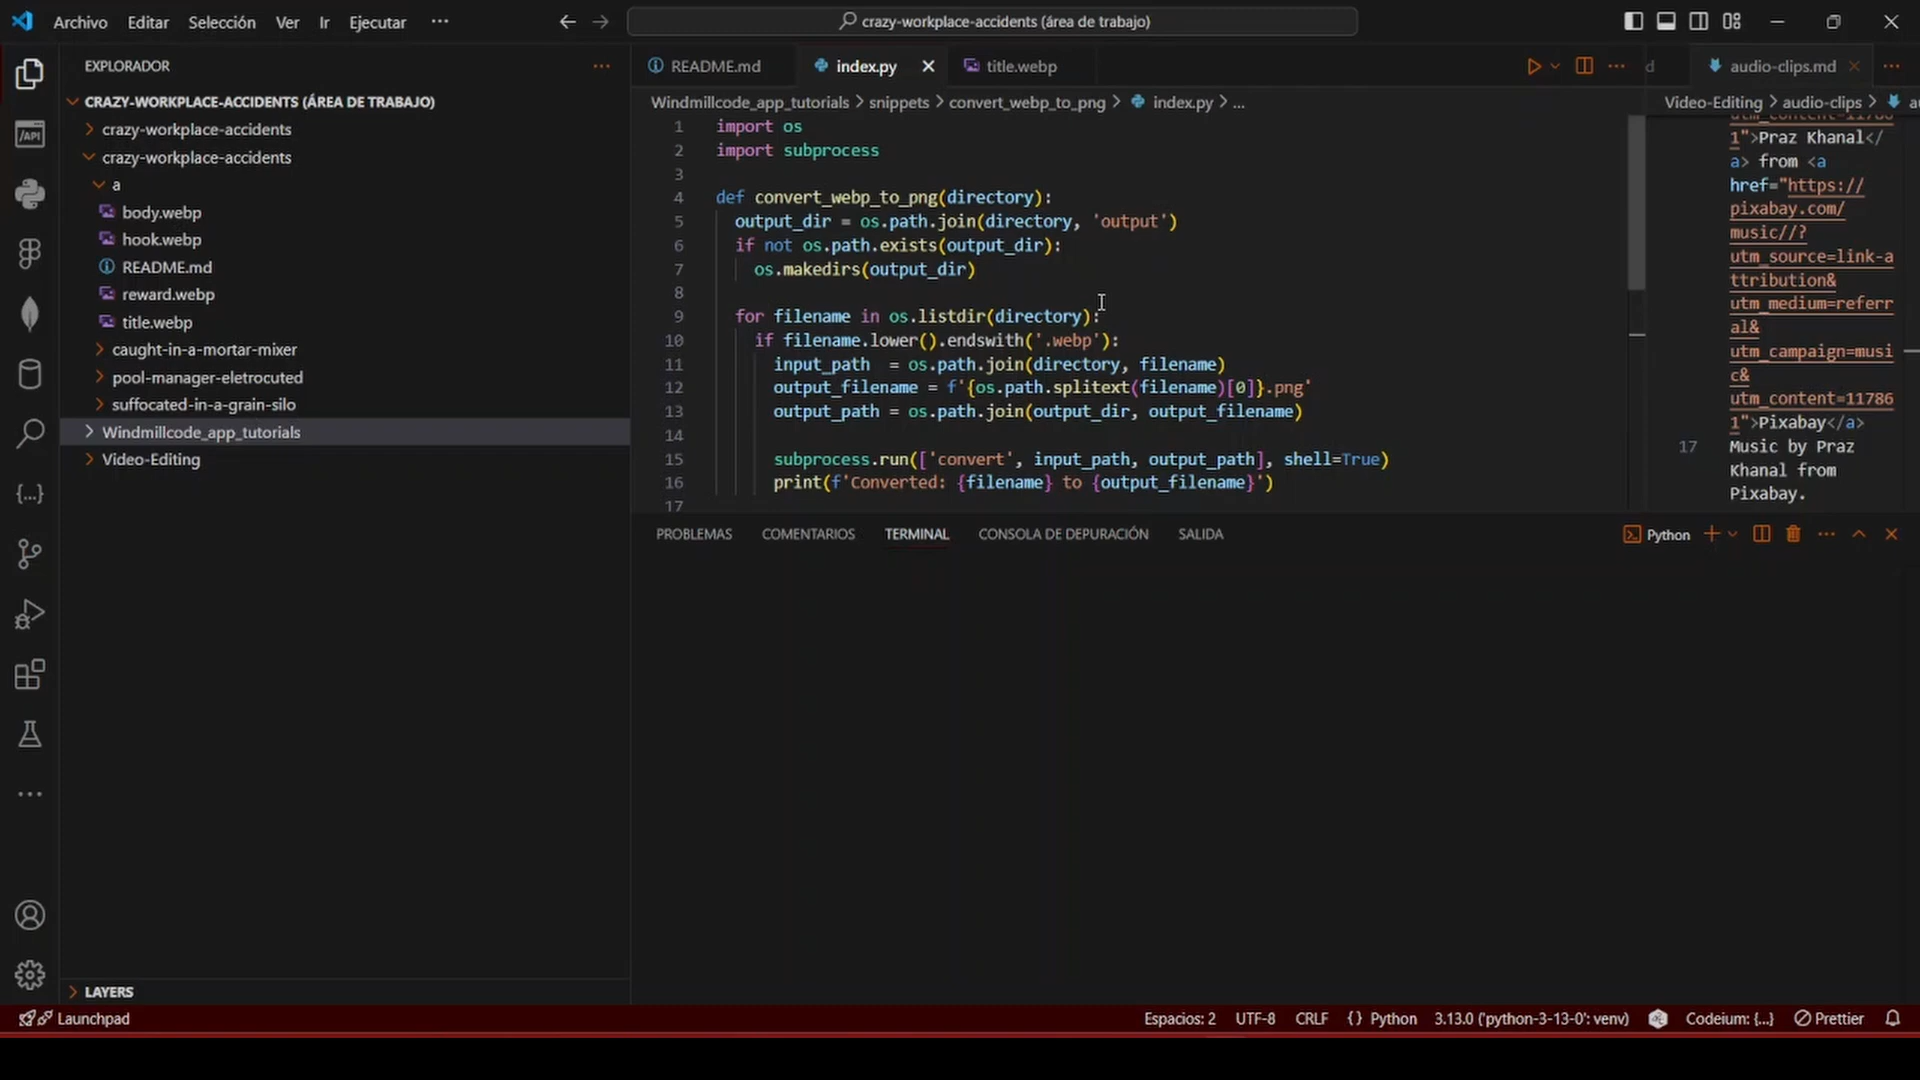 Archivo Editar Selección Ver Ir Ejecutar ···
crazy-workplace-accidents (área de trabajo)
EXPLORADOR
CRAZY-WORKPLACE-ACCIDENTS (ÁREA DE TRABAJO)
crazy-workplace-accidents
crazy-workplace-accidents
a
body.webp
hook.webp
README.md
reward.webp
title.webp
caught-in-a-mortar-mixer
pool-manager-eletrocuted
suffocated-in-a-grain-silo
Windmillcode_app_tutorials
Video-Editing
LAYERS
README.md index.py title.webp
Windmillcode_app_tutorials > snippets > convert_webp_to_png > index.py > ...
1 import os
2 import subprocess
3
4 def convert_webp_to_png(directory):
5 output_dir = os.path.join(directory, 'output')
6 if not os.path.exists(output_dir):
7 os.makedirs(output_dir)
8
9 for filename in os.listdir(directory):
10 if filename.lower().endswith('.webp'):
11 input_path  = os.path.join(directory, filename)
12 output_filename = f'{os.path.splitext(filename)[0]}.png'
13 output_path = os.path.join(output_dir, output_filename)
14
15 subprocess.run(['convert', input_path, output_path], shell=True)
16 print(f'Converted: {filename} to {output_filename}')
17
d audio-clips.md
Video-Editing > audio-clips >
utm_content=11786
1">Praz Khanal</
a> from <a
href="https://
pixabay.com/
music//?
utm_source=link-a
ttribution&
utm_medium=referr
al&
utm_campaign=musi
c&
utm_content=11786
1">Pixabay</a>
17 Music by Praz
Khanal from
Pixabay.
PROBLEMAS COMENTARIOS TERMINAL CONSOLA DE DEPURACIÓN SALIDA
Python
Launchpad
Espacios: 2 UTF-8 CRLF {} Python 3.13.0 ('python-3-13-0': venv) Codeium: {...} Prettier